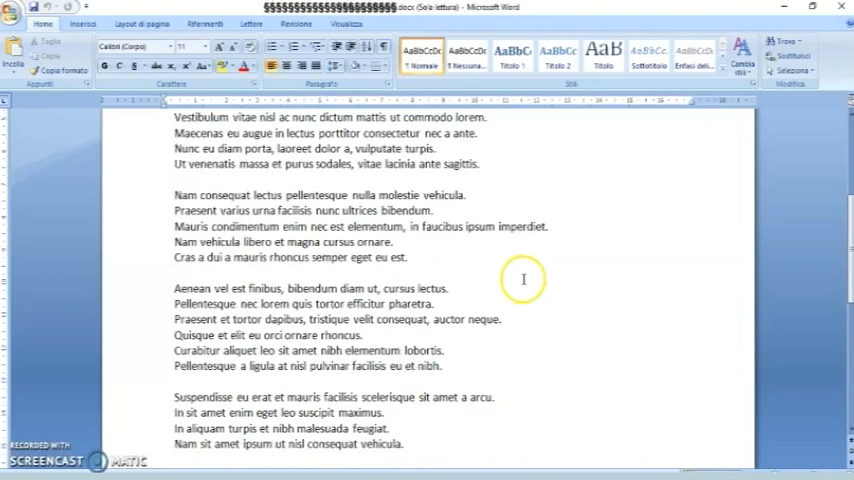 §§§§§§§§§§§§§§§§§§§§§§§.docx (Sola lettura) - Microsoft Word
Home Inserisci Layout di pagina Riferimenti Lettere Revisione Visualizza
Incolla
Taglia
Copia
Copia formato
Appunti
Calibri (Corpo) 11
Carattere
Paragrafo
AaBbCcDc AaBbCcDc AaBbC AaBbCc AaB AaBbCc. AaBbCcDc
¶ Normale ¶ Nessuna... Titolo 1 Titolo 2 Titolo Sottotitolo Enfasi deli...
Stili
Cambia stili
Trova
Sostituisci
Seleziona
Modifica
Vestibulum vitae nisl ac nunc dictum mattis ut commodo lorem.
Maecenas eu augue in lectus porttitor consectetur nec a ante.
Nunc eu diam porta, laoreet dolor a, vulputate turpis.
Ut venenatis massa et purus sodales, vitae lacinia ante sagittis.
Nam consequat lectus pellentesque nulla molestie vehicula.
Praesent varius urna facilisis nunc ultrices bibendum.
Mauris condimentum enim nec est elementum, in faucibus ipsum imperdiet.
Nam vehicula libero et magna cursus ornare.
Cras a dui a mauris rhoncus semper eget eu est.
Aenean vel est finibus, bibendum diam ut, cursus lectus.
Pellentesque nec lorem quis tortor efficitur pharetra.
Praesent et tortor dapibus, tristique velit consequat, auctor neque.
Quisque et elit eu orci ornare rhoncus.
Curabitur aliquet leo sit amet nibh elementum lobortis.
Pellentesque a ligula at nisl pulvinar facilisis eu et nibh.
Suspendisse eu erat et mauris facilisis scelerisque sit amet a arcu.
In sit amet enim eget leo suscipit maximus.
In aliquam turpis et nibh malesuada feugiat.
Nam sit amet ipsum ut nisl consequat vehicula.
RECORDED WITH
SCREENCAST MATIC